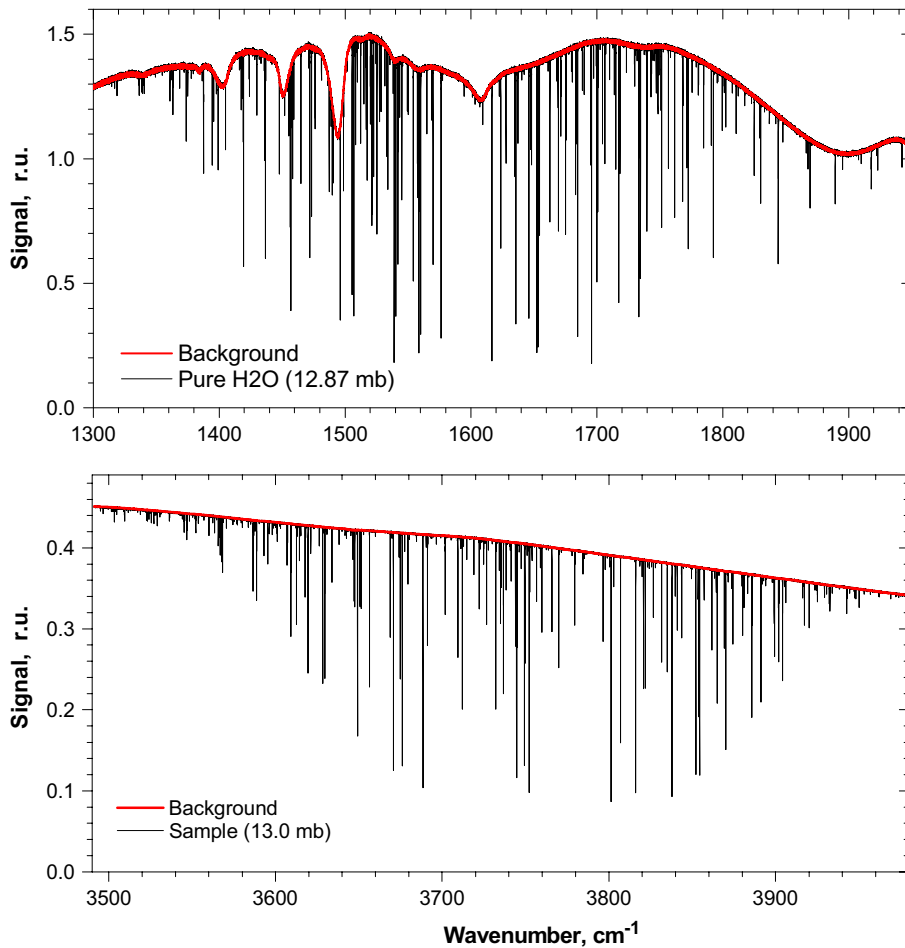 1.5
1.0
0.5
0.0
Signal, r.u.
Background
Pure H2O (12.87 mb)
1300 1400 1500 1600 1700 1800 1900
0.4
0.3
0.2
0.1
0.0
Signal, r.u.
Background
Sample (13.0 mb)
3500 3600 3700 3800 3900
Wavenumber, cm⁻¹